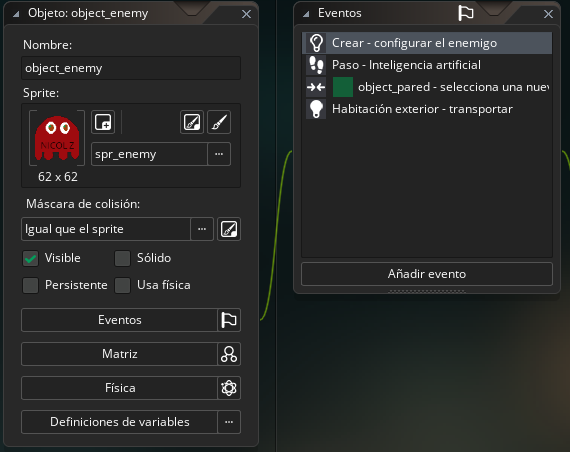 Objeto: object_enemy
Nombre:
object_enemy
Sprite:
NICOL Z
spr_enemy
62 x 62
Máscara de colisión:
Igual que el sprite
Visible
Sólido
Persistente
Usa física
Eventos
Matriz
Física
Definiciones de variables
Eventos
Crear - configurar el enemigo
Paso - Inteligencia artificial
object_pared - selecciona una nuev
Habitación exterior - transportar
Añadir evento